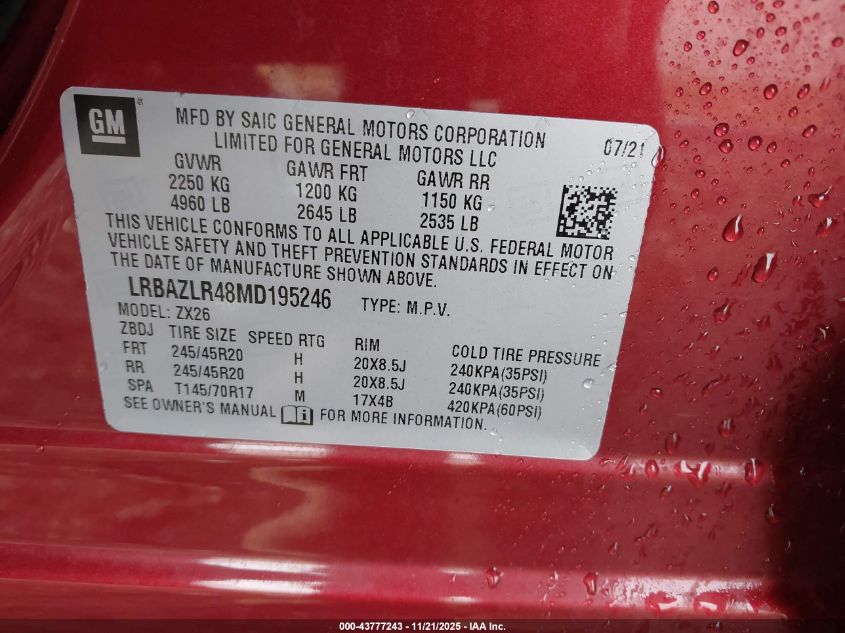 GM
MFD BY SAIC GENERAL MOTORS CORPORATION 07/21
LIMITED FOR GENERAL MOTORS LLC
GVWR GAWR FRT GAWR RR
2250 KG 1200 KG 1150 KG
4960 LB 2645 LB 2535 LB
THIS VEHICLE CONFORMS TO ALL APPLICABLE U.S. FEDERAL MOTOR
VEHICLE SAFETY AND THEFT PREVENTION STANDARDS IN EFFECT ON
THE DATE OF MANUFACTURE SHOWN ABOVE.
LRBAZLR48MD195246 TYPE: M.P.V.
MODEL: ZX26
ZBDJ TIRE SIZE SPEED RTG RIM COLD TIRE PRESSURE
FRT 245/45R20 H 20X8.5J 240KPA(35PSI)
RR 245/45R20 H 20X8.5J 240KPA(35PSI)
SPA T145/70R17 M 17X4B 420KPA(60PSI)
SEE OWNER'S MANUAL FOR MORE INFORMATION.
000-43777243 - 11/21/2025 - IAA Inc.